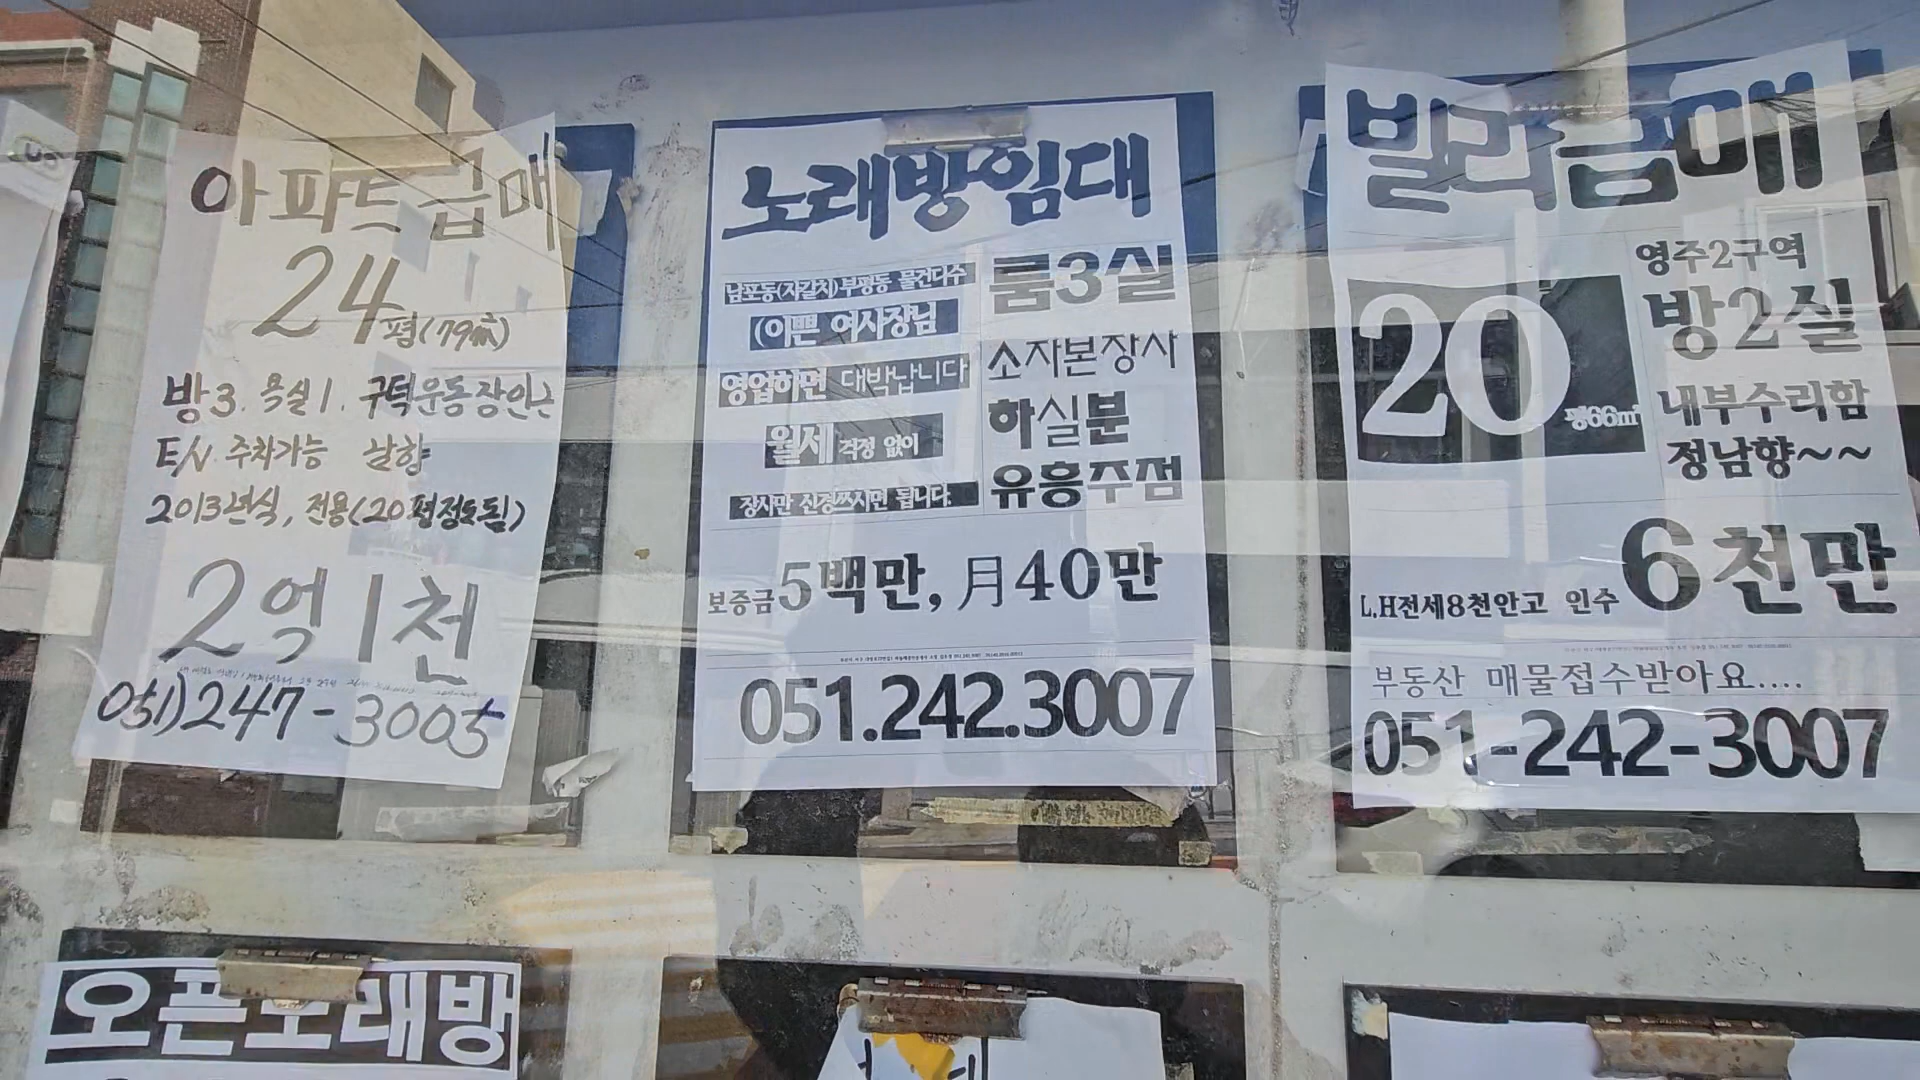 아파트급매
24평(79㎡)
방3. 욕실1. 구덕운동장인근
E/V. 주차가능 남향
2013년식, 전용(20평정도됨)
2억1천
051)247-3005
노래방임대
남포동(자갈치)부평동 물건다수
(이쁜 여사장님
영업하면 대박납니다
월세 걱정 없이
장사만 신경쓰시면 됩니다.
룸3실
소자본장사
하실분
유흥주점
보증금5백만, 月40만
051.242.3007
빌라급매
20평66㎡
영주2구역
방2실
내부수리함
정남향~~
L.H전세8천안고 인수 6천만
부동산 매물접수받아요....
051-242-3007
오픈노래방